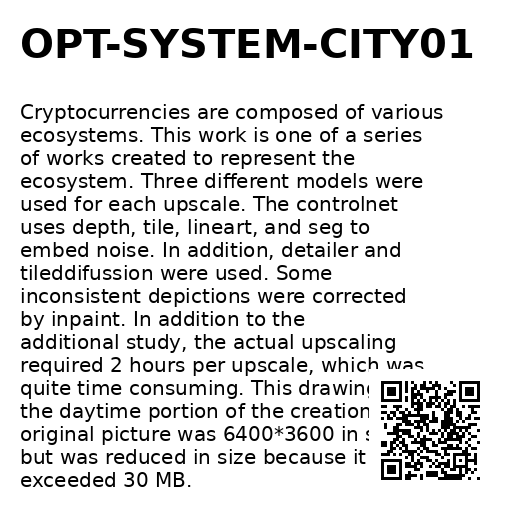 OPT-SYSTEM-CITY01
Cryptocurrencies are composed of various
ecosystems. This work is one of a series
of works created to represent the
ecosystem. Three different models were
used for each upscale. The controlnet
uses depth, tile, lineart, and seg to
embed noise. In addition, detailer and
tileddifussion were used. Some
inconsistent depictions were corrected
by inpaint. In addition to the
additional study, the actual upscaling
required 2 hours per upscale, which was
quite time consuming. This drawing
the daytime portion of the creation
original picture was 6400*3600 in
but was reduced in size because it
exceeded 30 MB.